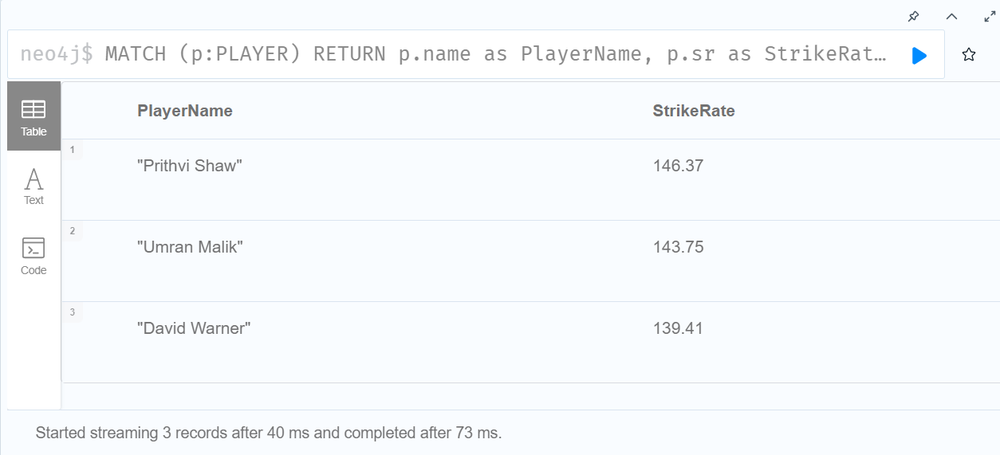 neo4j$ MATCH (p:PLAYER) RETURN p.name as PlayerName, p.sr as StrikeRat…
Table
PlayerName StrikeRate
1
"Prithvi Shaw" 146.37
Text
2
"Umran Malik" 143.75
Code
3
"David Warner" 139.41
Started streaming 3 records after 40 ms and completed after 73 ms.